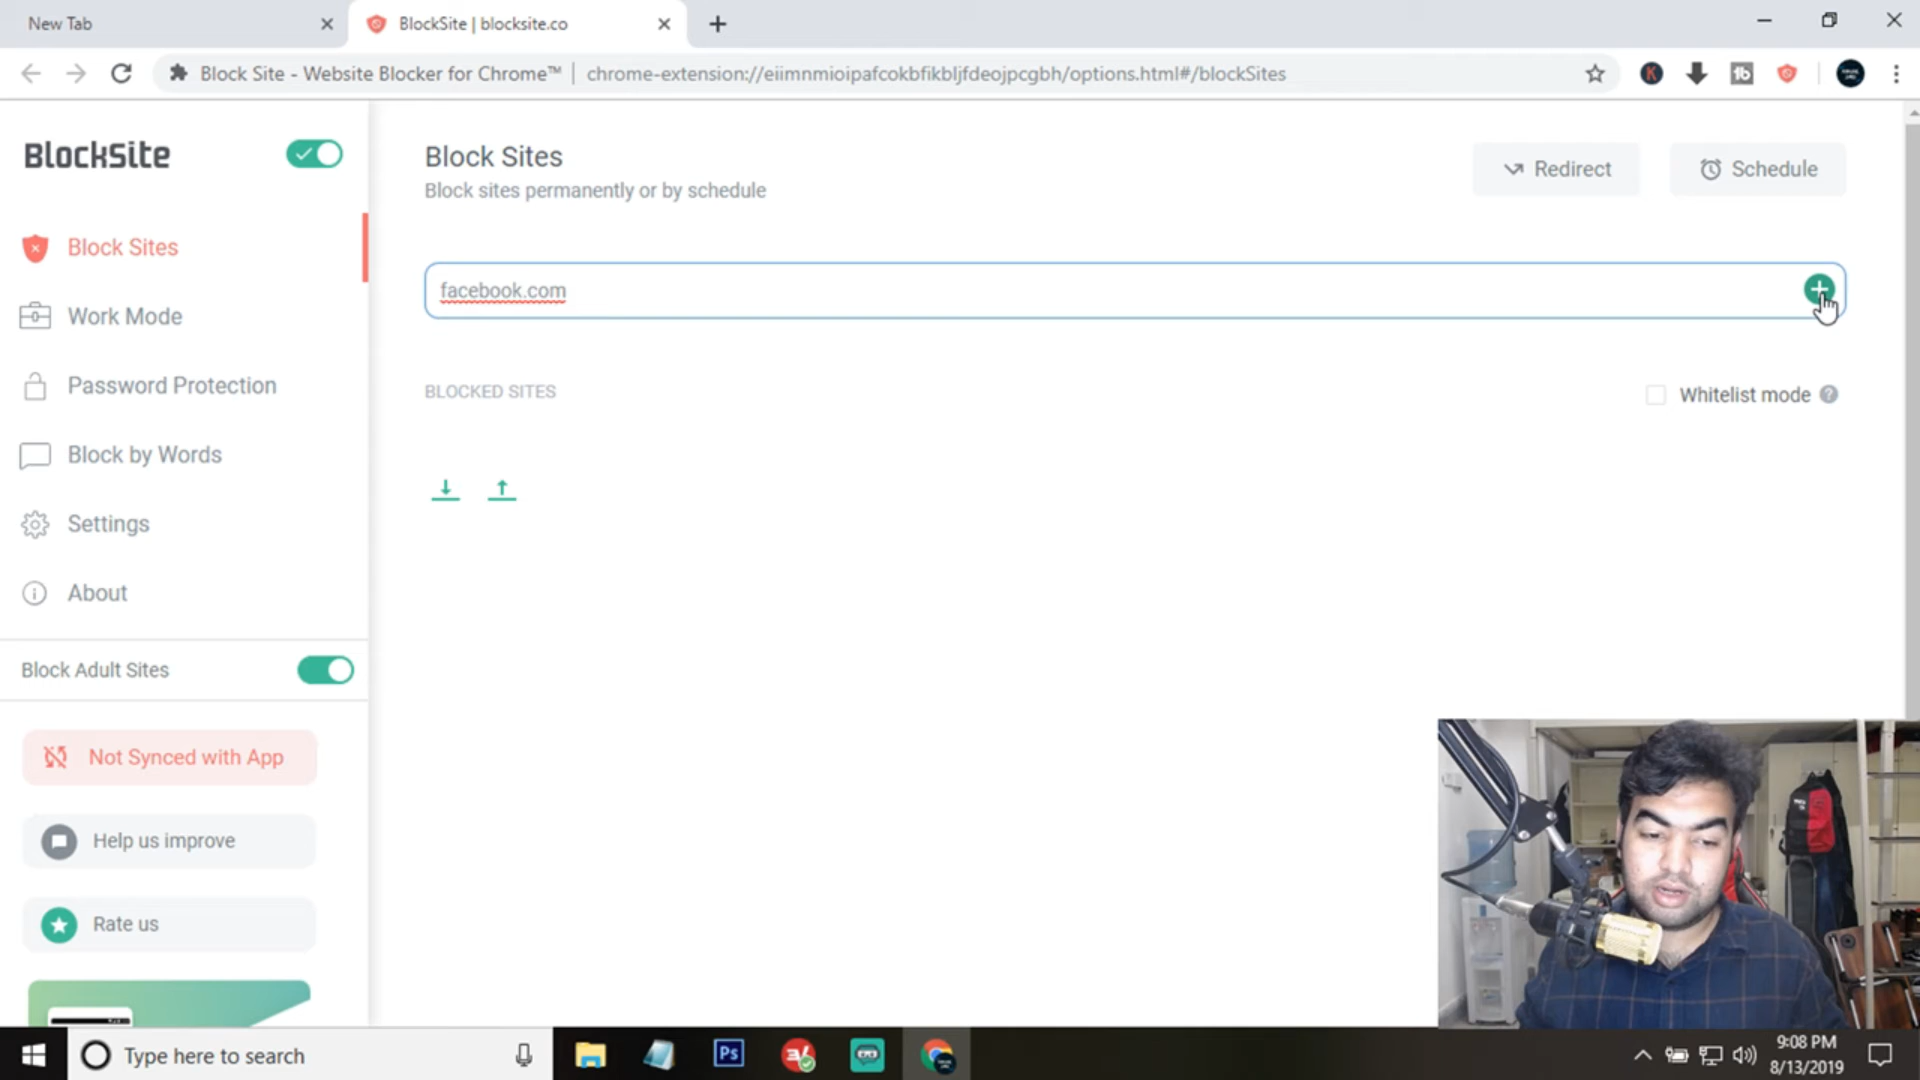 New Tab
BlockSite | blocksite.co
Block Site - Website Blocker for Chrome™
chrome-extension://eiimnmioipafcokbfikbljfdeojpcgbh/options.html#/blockSites
BlockSite
Block Sites
Work Mode
Password Protection
Block by Words
Settings
About
Block Adult Sites
Not Synced with App
Help us improve
Rate us
Block Sites
Block sites permanently or by schedule
Redirect
Schedule
facebook.com
BLOCKED SITES
Whitelist mode
Type here to search
Ps
9:08 PM
8/13/2019